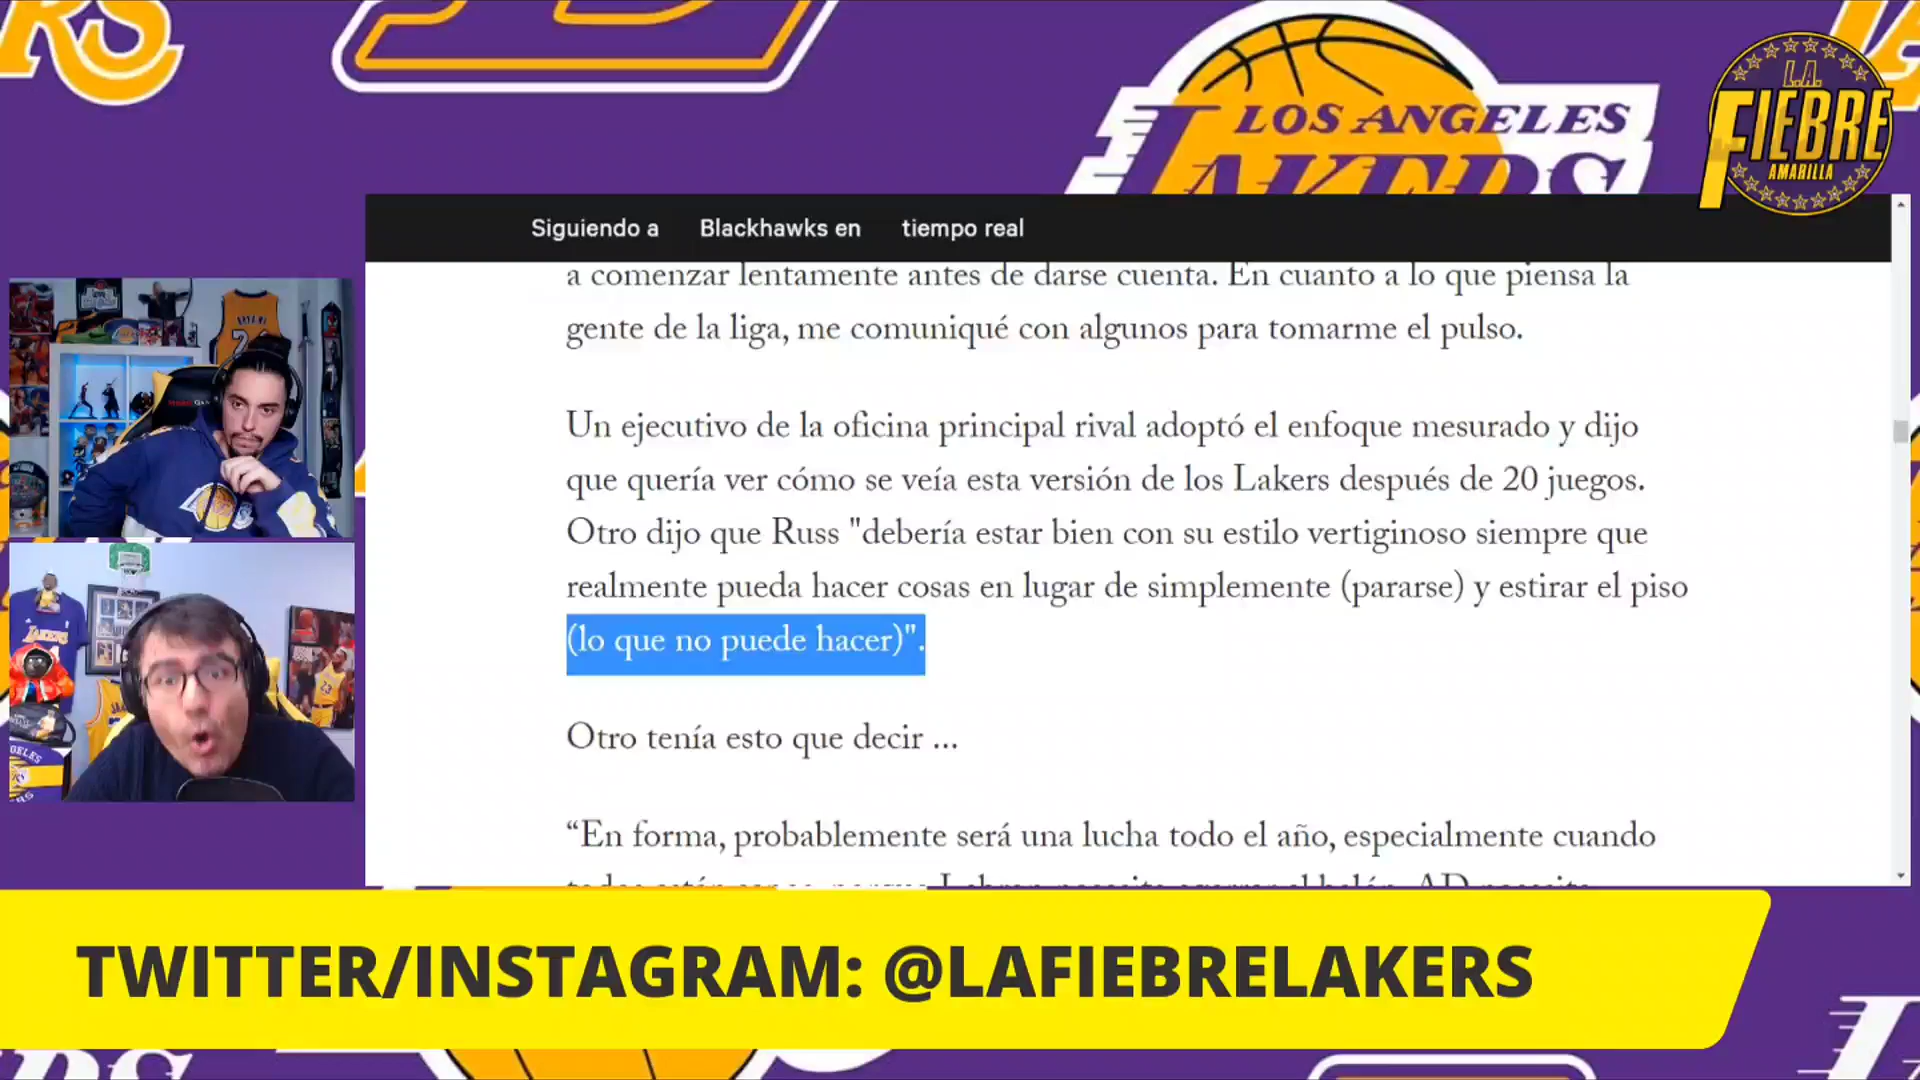 LOS ANGELES
LAKERS
L.A.
FIEBRE
AMARILLA
Siguiendo a Blackhawks en tiempo real
a comenzar lentamente antes de darse cuenta. En cuanto a lo que piensa la
gente de la liga, me comuniqué con algunos para tomarme el pulso.
Un ejecutivo de la oficina principal rival adoptó el enfoque mesurado y dijo
que quería ver cómo se veía esta versión de los Lakers después de 20 juegos.
Otro dijo que Russ "debería estar bien con su estilo vertiginoso siempre que
realmente pueda hacer cosas en lugar de simplemente (pararse) y estirar el piso
(lo que no puede hacer)".
Otro tenía esto que decir ...
“En forma, probablemente será una lucha todo el año, especialmente cuando
TWITTER/INSTAGRAM: @LAFIEBRELAKERS